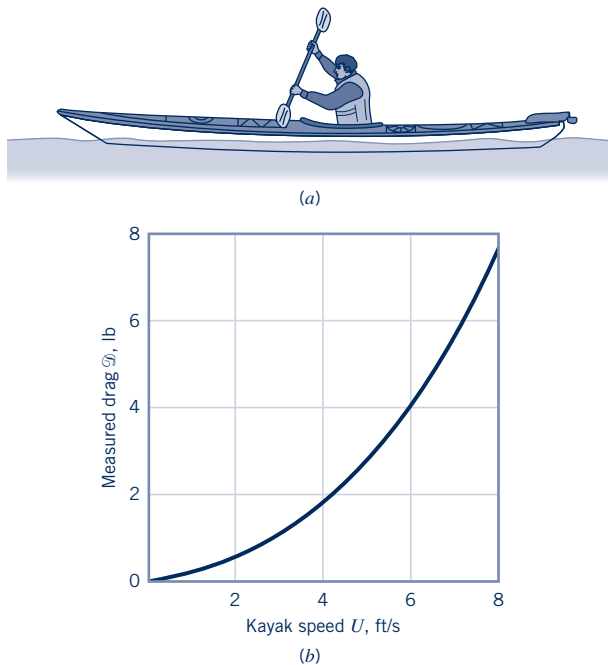 (a)
8
6
4
2
0
Measured drag 𝒟, lb
2 4 6 8
Kayak speed U, ft/s
(b)